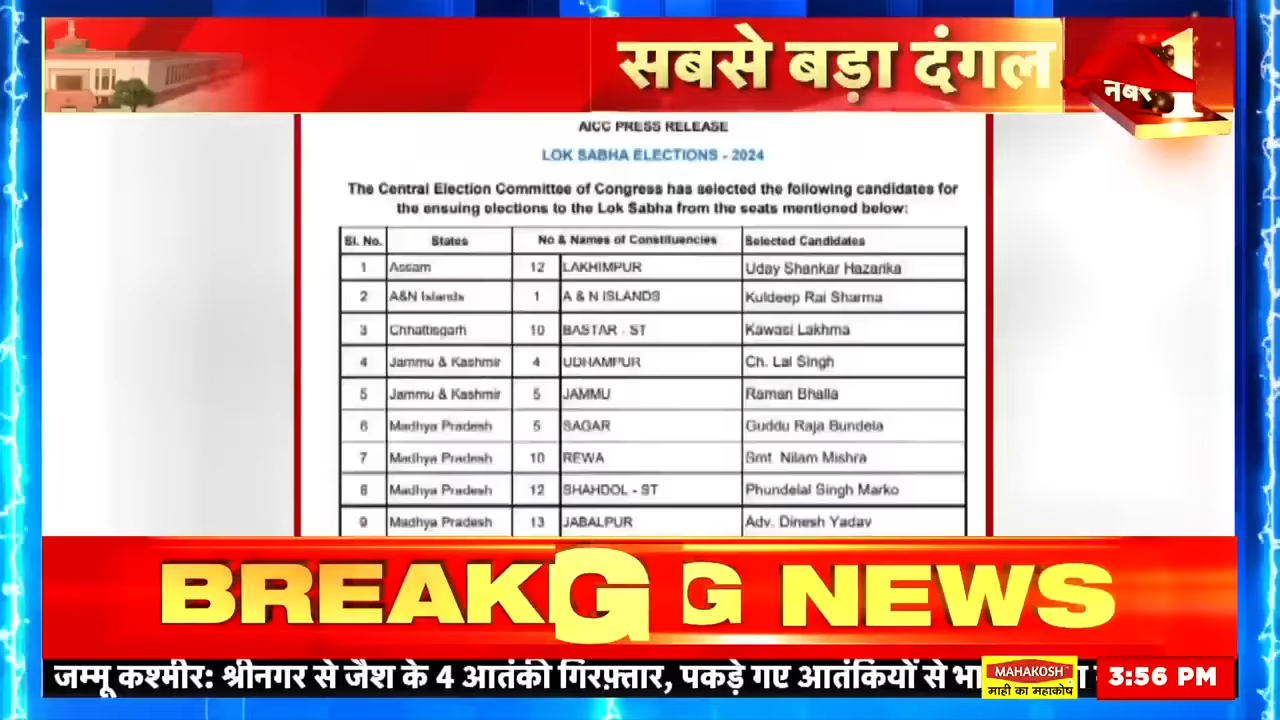 सबसे बड़ा दंगल
नंबर 1
AICC PRESS RELEASE
LOK SABHA ELECTIONS - 2024
The Central Election Committee of Congress has selected the following candidates for
the ensuing elections to the Lok Sabha from the seats mentioned below:
Sl. No. States No & Names of Constituencies Selected Candidates
1 Assam 12 LAKHIMPUR Uday Shankar Hazarika
2 A&N Islands 1 A & N ISLANDS Kuldeep Rai Sharma
3 Chhattisgarh 10 BASTAR - ST Kawasi Lakhma
4 Jammu & Kashmir 4 UDHAMPUR Ch. Lal Singh
5 Jammu & Kashmir 5 JAMMU Raman Bhalla
6 Madhya Pradesh 5 SAGAR Guddu Raja Bundela
7 Madhya Pradesh 10 REWA Smt. Nilam Mishra
8 Madhya Pradesh 12 SHAHDOL - ST Phundelal Singh Marko
9 Madhya Pradesh 13 JABALPUR Adv. Dinesh Yadav
BREAKG G NEWS
जम्मू कश्मीर: श्रीनगर से जैश के 4 आतंकी गिरफ़्तार, पकड़े गए आतंकियों से
MAHAKOSH
माही का महाकोष
3:56 PM